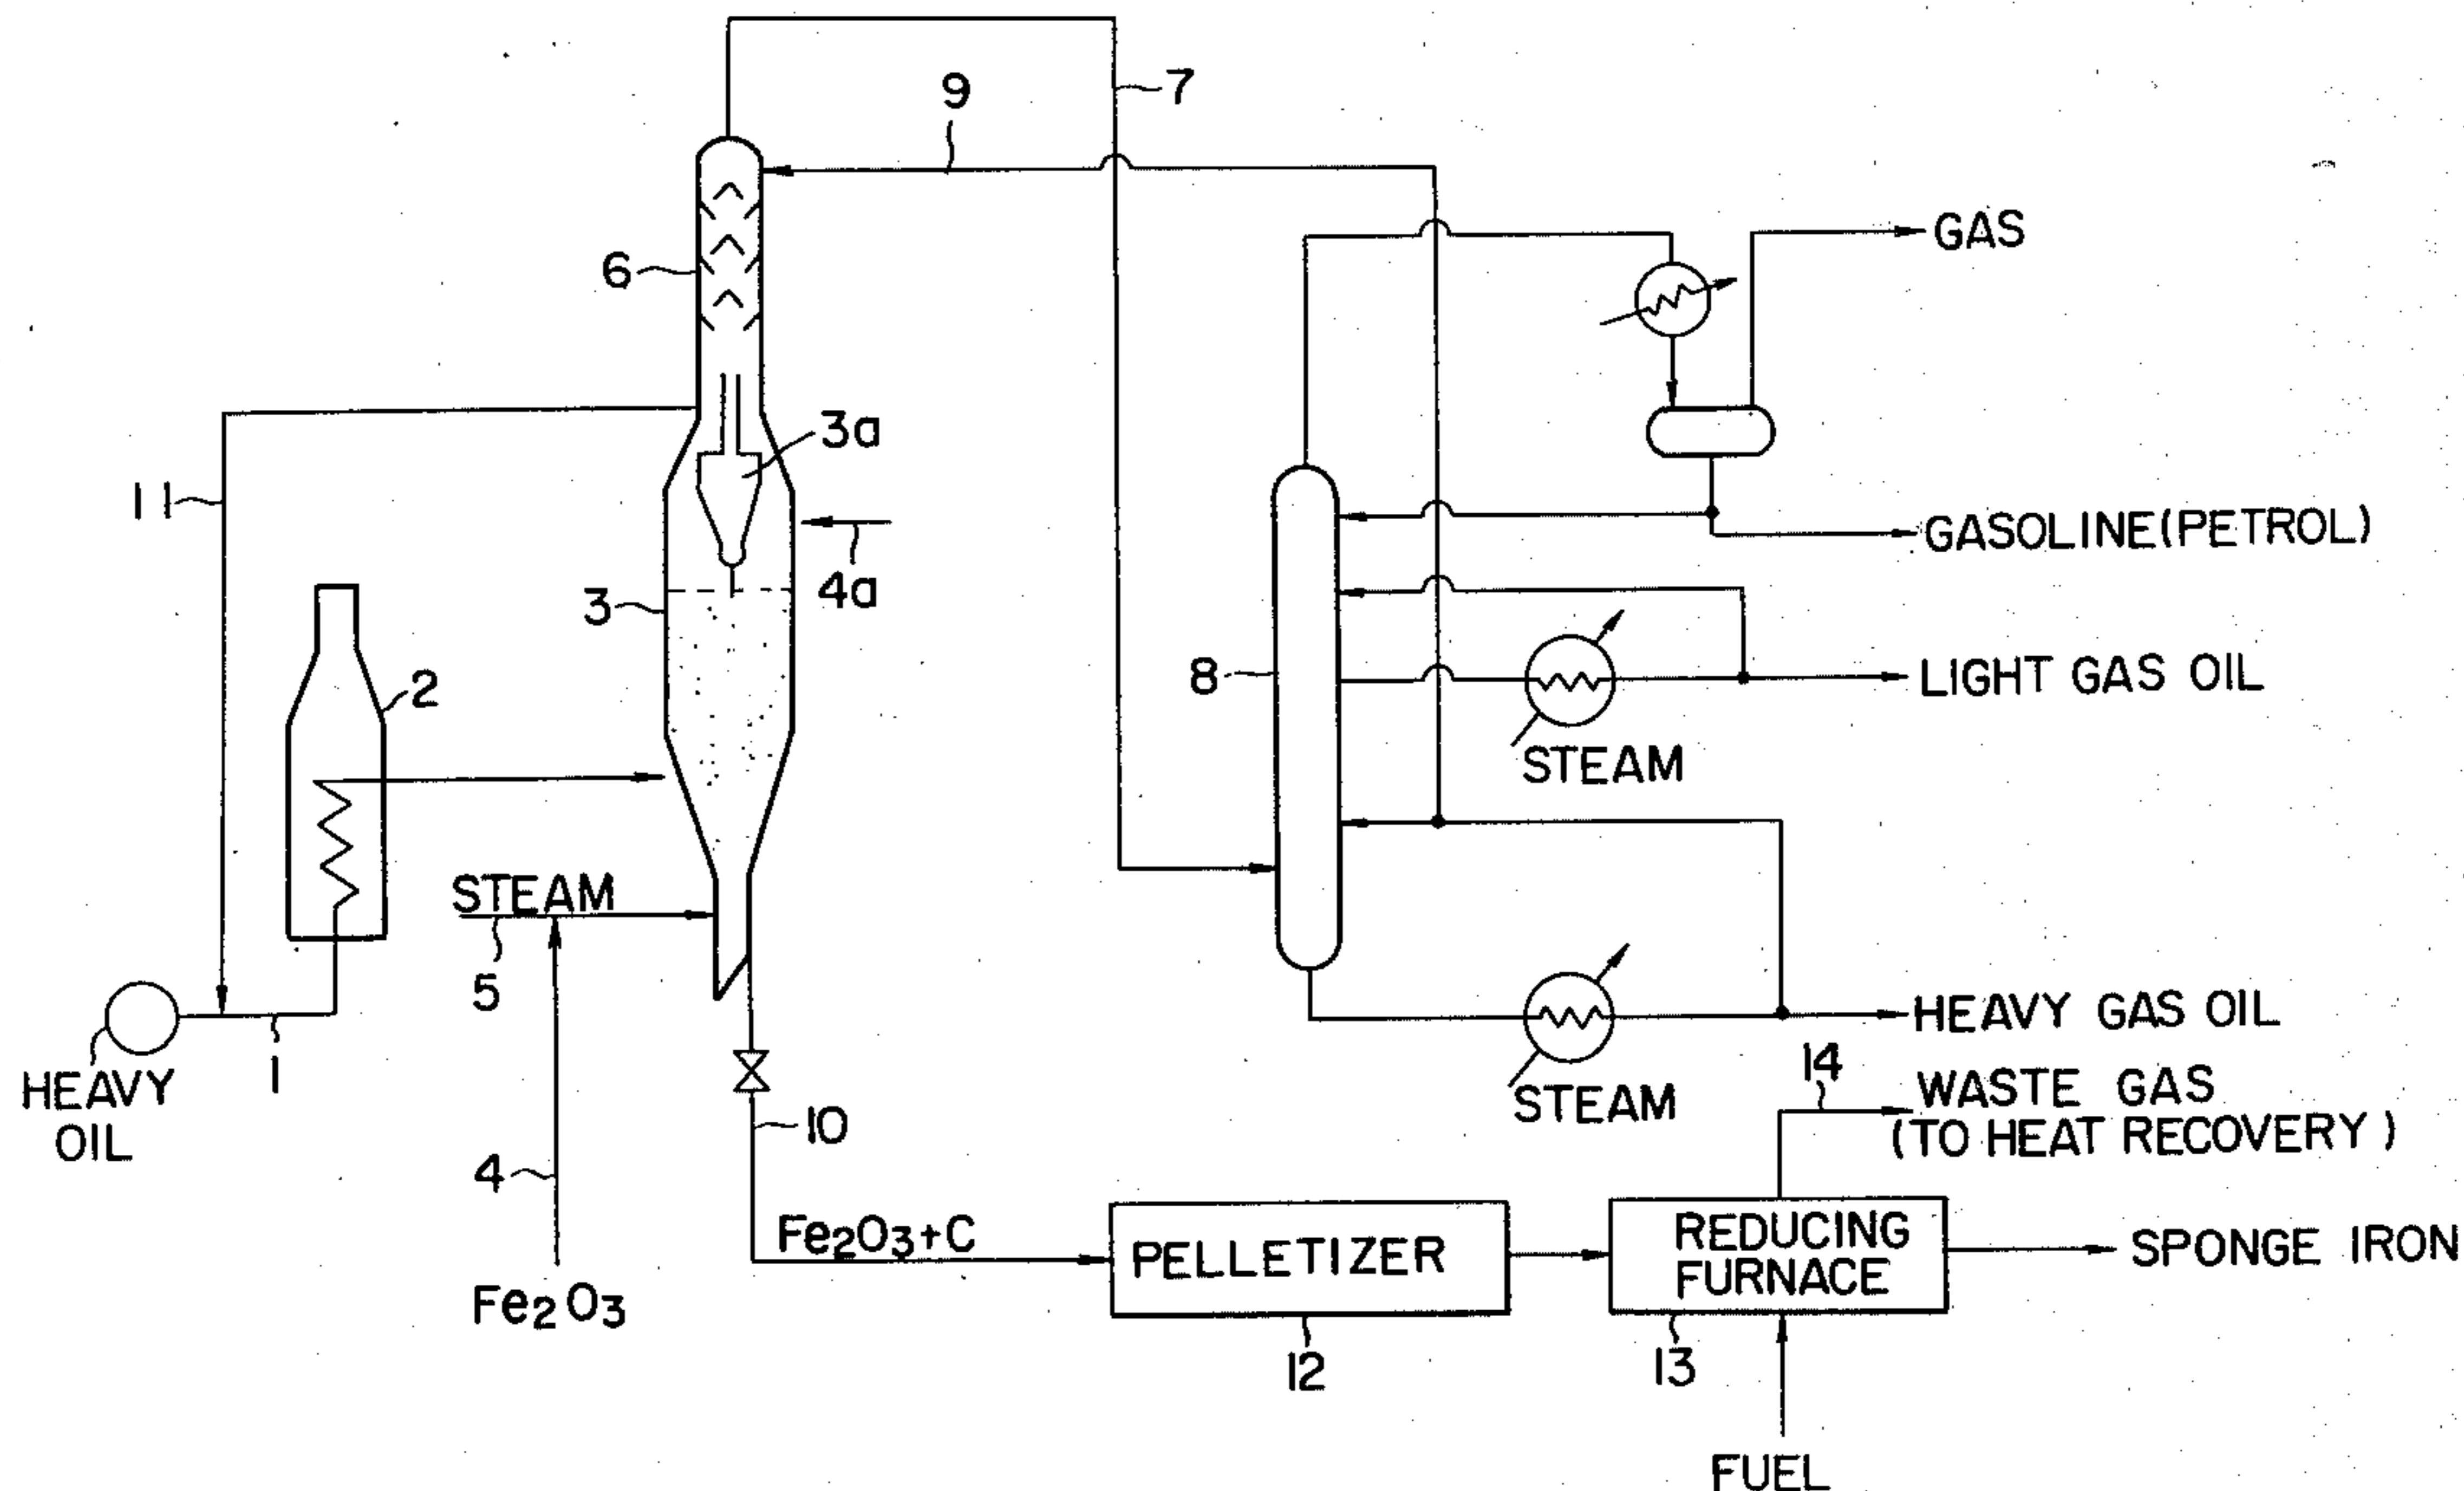 7
9
GAS
6
3a
11
GASOLINE(PETROL)
4a
3
2
8
LIGHT GAS OIL
STEAM
STEAM
5
HEAVY GAS OIL
1
14
HEAVY
OIL
WASTE GAS
(TO HEAT RECOVERY)
STEAM
10
4
Fe2O3+C
PELLETIZER
REDUCING
FURNACE
SPONGE IRON
Fe2O3
12
13
FUEL